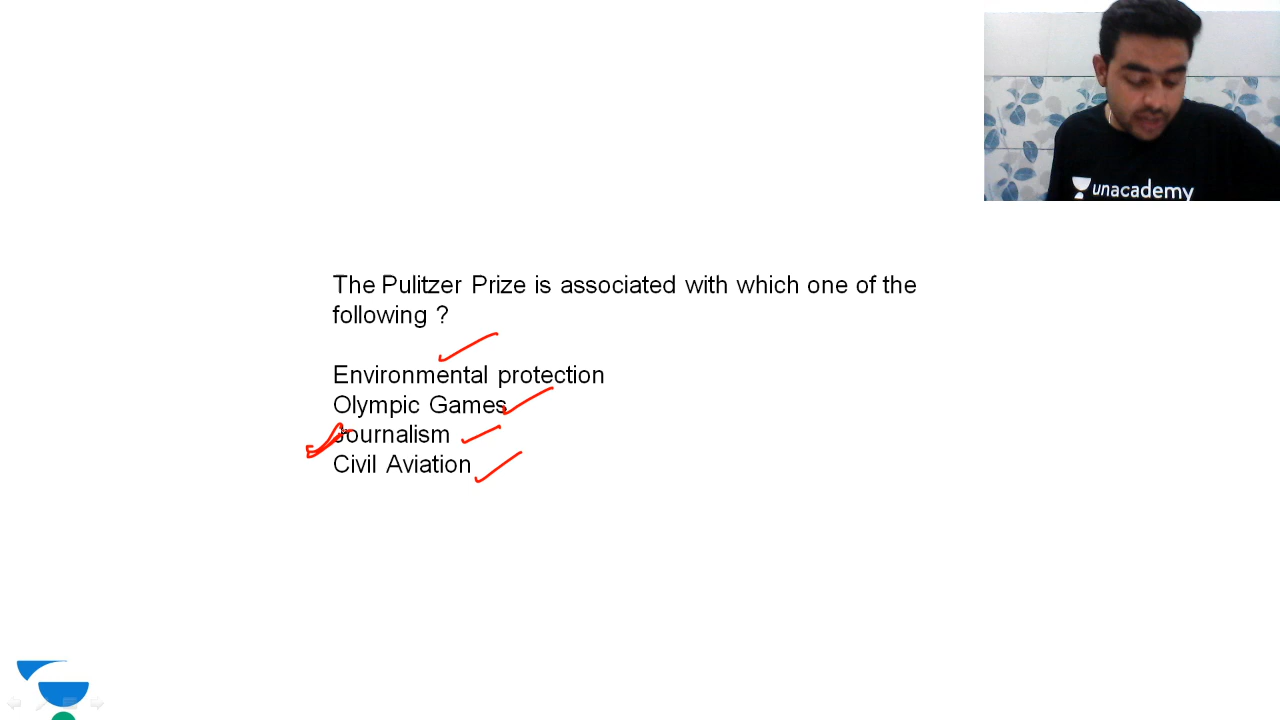 unacademy
The Pulitzer Prize is associated with which one of the
following ?
Environmental protection
Olympic Games
Journalism
Civil Aviation